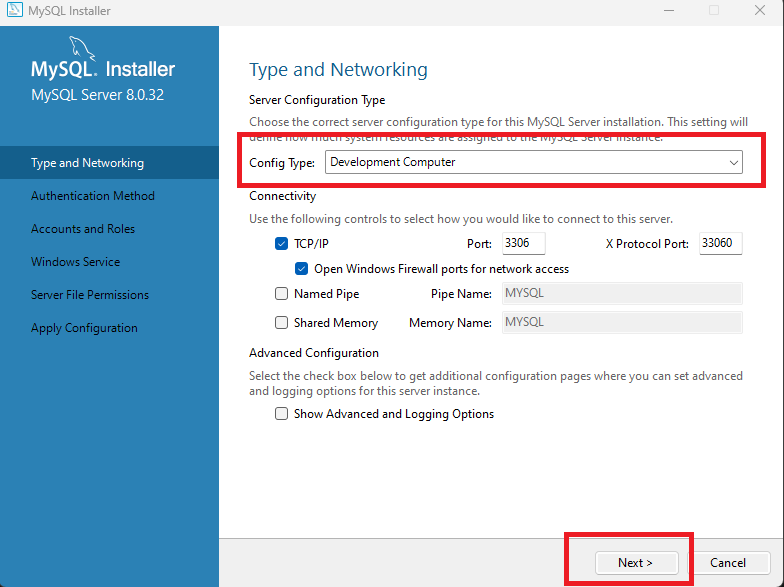 MySQL Installer
MySQL. Installer
MySQL Server 8.0.32
Type and Networking
Authentication Method
Accounts and Roles
Windows Service
Server File Permissions
Apply Configuration
Type and Networking
Server Configuration Type
Choose the correct server configuration type for this MySQL Server installation. This setting will
define how much system resources are assigned to the MySQL Server instance.
Config Type: Development Computer
Connectivity
Use the following controls to select how you would like to connect to this server.
TCP/IP Port: 3306 X Protocol Port: 33060
Open Windows Firewall ports for network access
Named Pipe Pipe Name: MYSQL
Shared Memory Memory Name: MYSQL
Advanced Configuration
Select the check box below to get additional configuration pages where you can set advanced
and logging options for this server instance.
Show Advanced and Logging Options
Next > Cancel